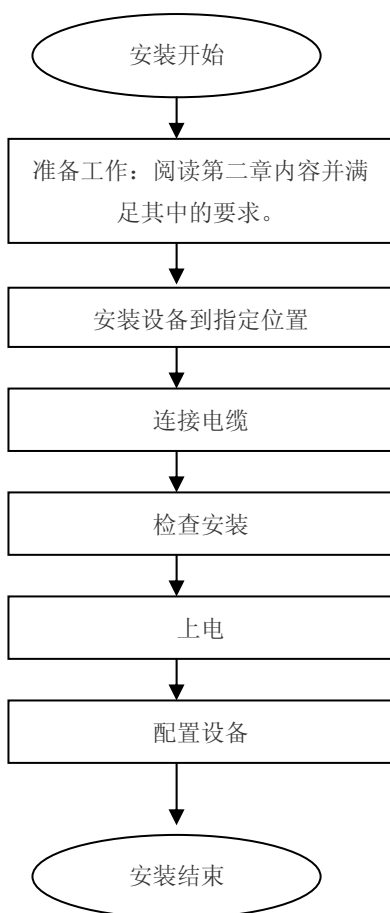 安装开始
准备工作：阅读第二章内容并满
足其中的要求。
安装设备到指定位置
连接电缆
检查安装
上电
配置设备
安装结束